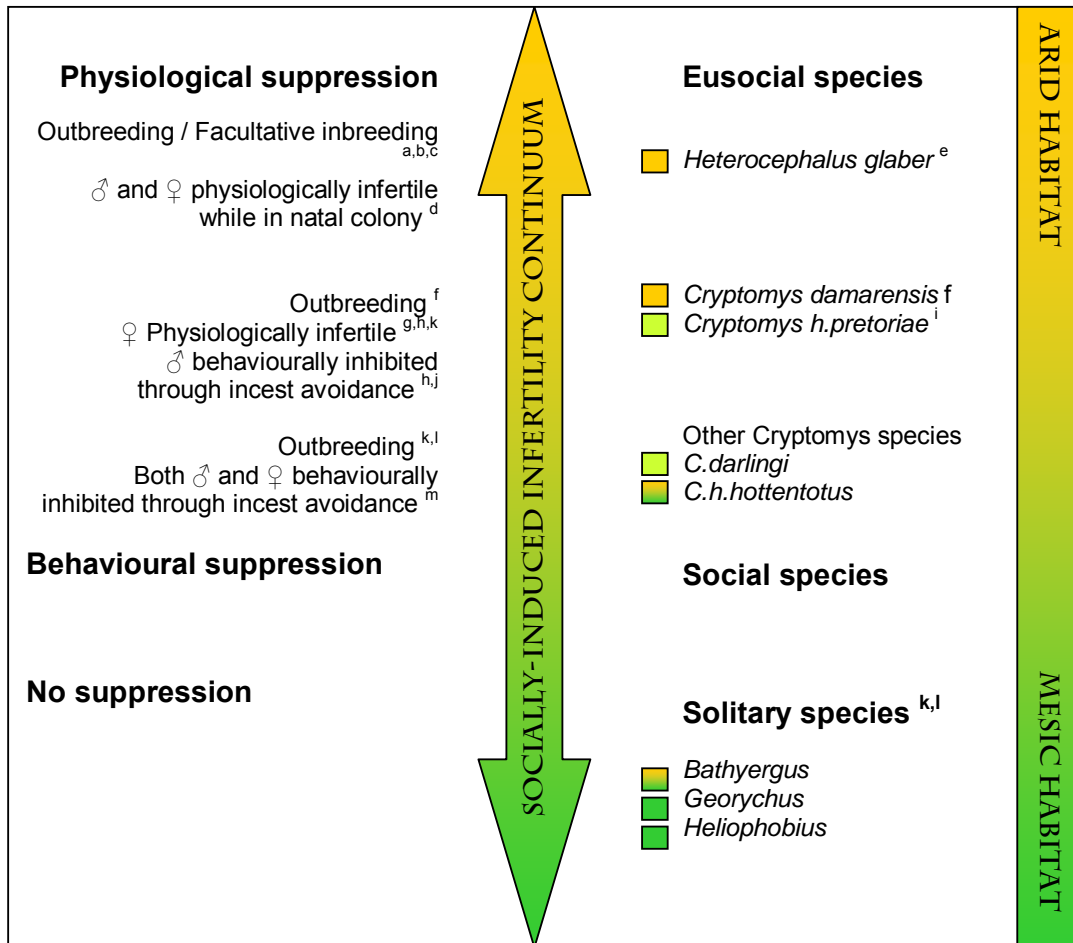 Physiological suppression
Outbreeding / Facultative inbreeding
a,b,c
♂ and ♀ physiologically infertile
while in natal colony d
Outbreeding f
♀ Physiologically infertile g,h,k
♂ behaviourally inhibited
through incest avoidance h,j
Outbreeding k,l
Both ♂ and ♀ behaviourally
inhibited through incest avoidance m
Behavioural suppression
No suppression
SOCIALLY-INDUCED INFERTILITY CONTINUUM
Eusocial species
Heterocephalus glaber e
Cryptomys damarensis f
Cryptomys h.pretoriae i
Other Cryptomys species
C.darlingi
C.h.hottentotus
Social species
Solitary species k,l
Bathyergus
Georychus
Heliophobius
ARID HABITAT
MESIC HABITAT